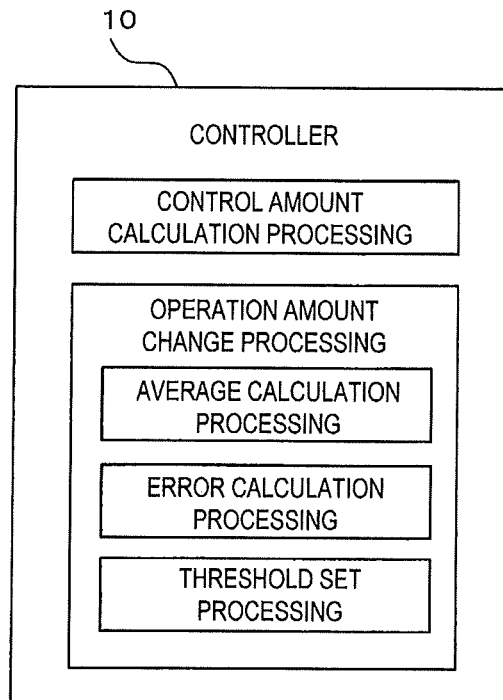 10
CONTROLLER
CONTROL AMOUNT
CALCULATION PROCESSING
OPERATION AMOUNT
CHANGE PROCESSING
AVERAGE CALCULATION
PROCESSING
ERROR CALCULATION
PROCESSING
THRESHOLD SET
PROCESSING